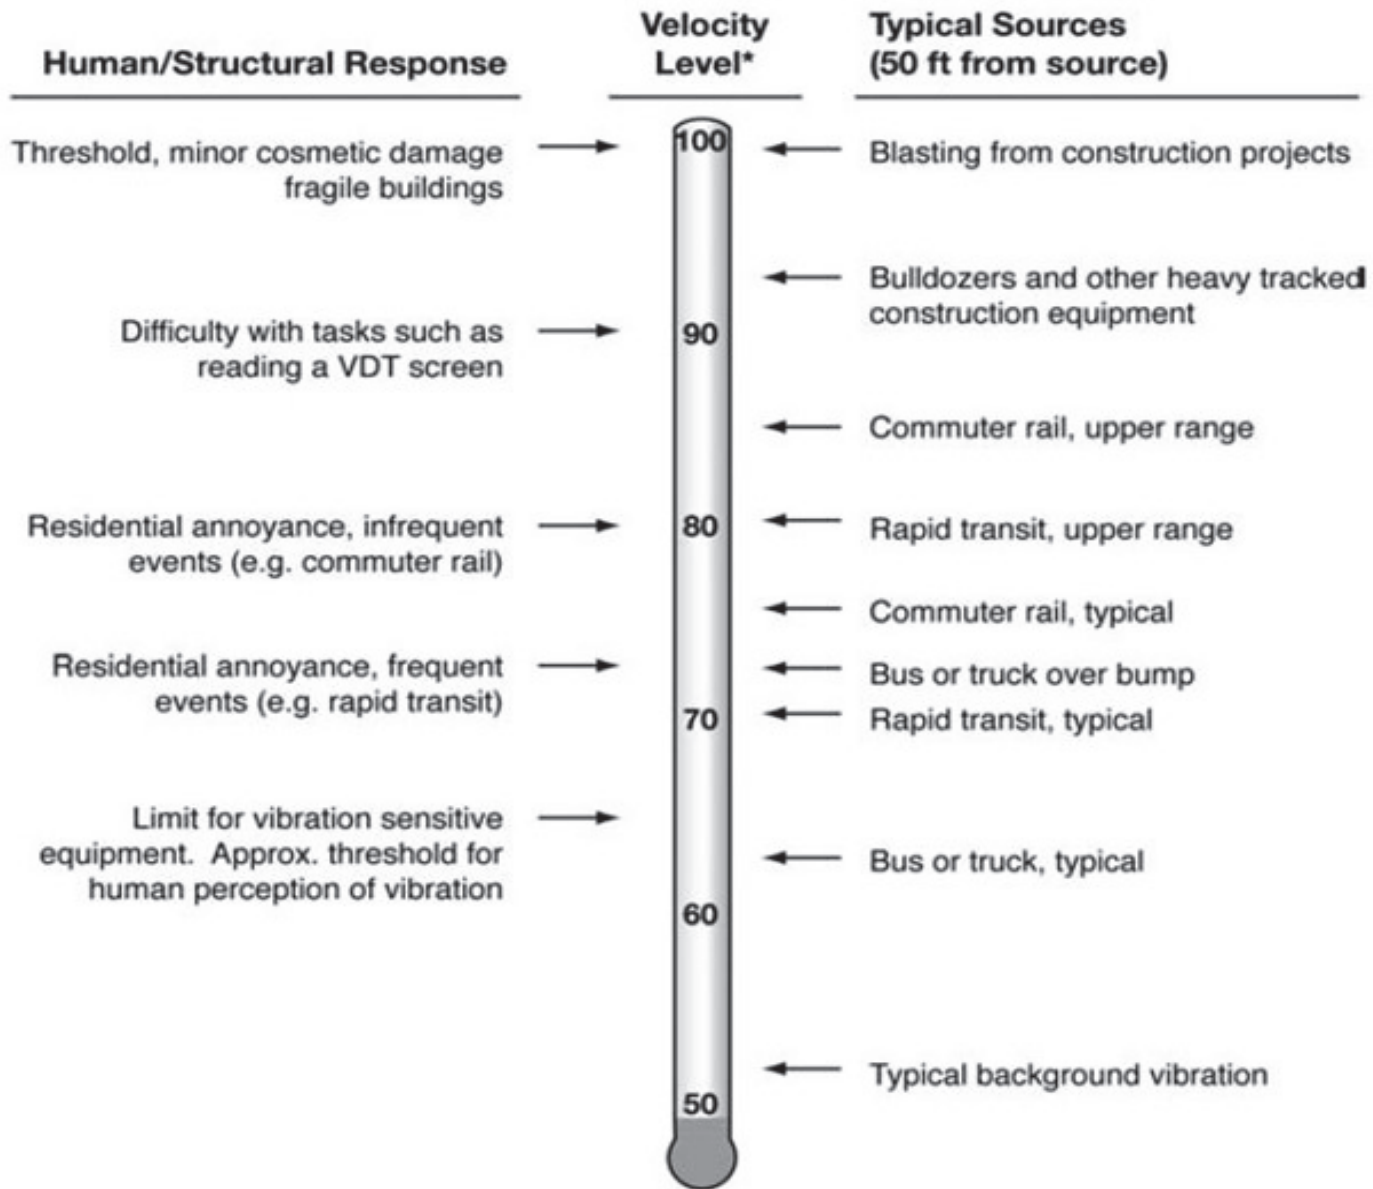 Human/Structural Response
Velocity
Level*
Typical Sources
(50 ft from source)
Threshold, minor cosmetic damage
fragile buildings
100
Blasting from construction projects
Bulldozers and other heavy tracked
construction equipment
Difficulty with tasks such as
reading a VDT screen
90
Commuter rail, upper range
Residential annoyance, infrequent
events (e.g. commuter rail)
80
Rapid transit, upper range
Commuter rail, typical
Residential annoyance, frequent
events (e.g. rapid transit)
Bus or truck over bump
70
Rapid transit, typical
Limit for vibration sensitive
equipment. Approx. threshold for
human perception of vibration
Bus or truck, typical
60
Typical background vibration
50